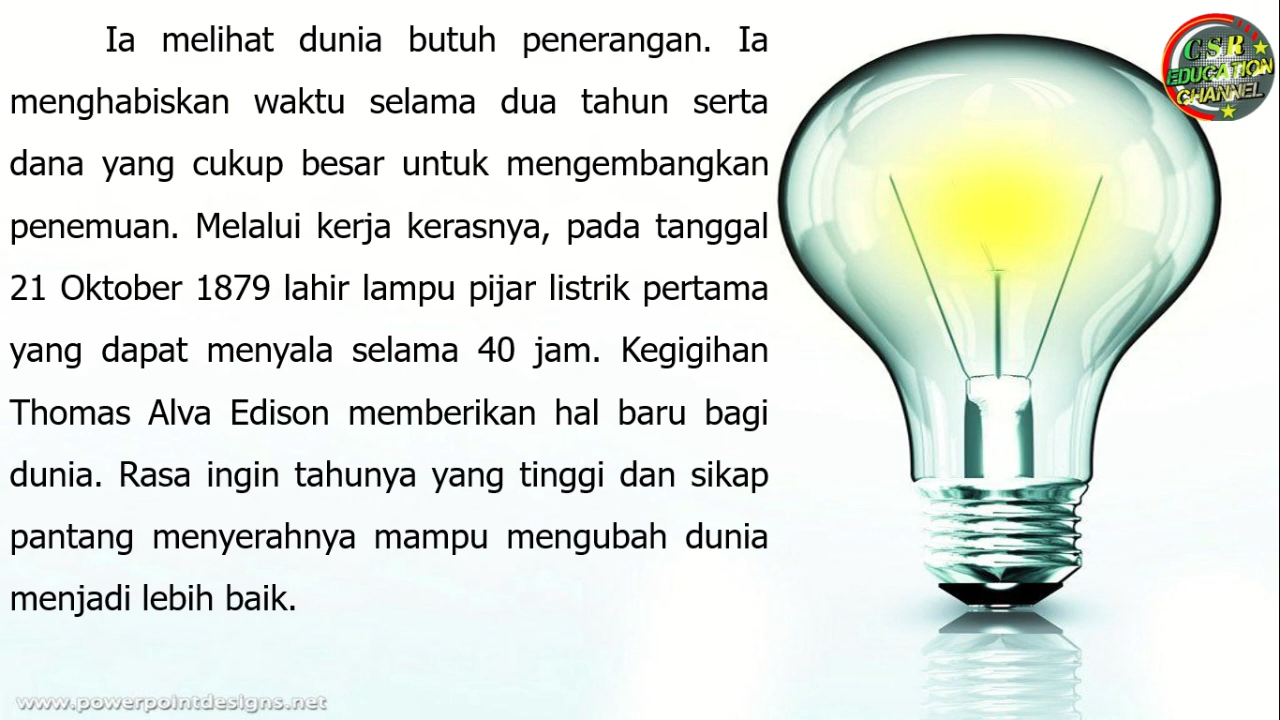 Ia melihat dunia butuh penerangan. Ia
menghabiskan waktu selama dua tahun serta
dana yang cukup besar untuk mengembangkan
penemuan. Melalui kerja kerasnya, pada tanggal
21 Oktober 1879 lahir lampu pijar listrik pertama
yang dapat menyala selama 40 jam. Kegigihan
Thomas Alva Edison memberikan hal baru bagi
dunia. Rasa ingin tahunya yang tinggi dan sikap
pantang menyerahnya mampu mengubah dunia
menjadi lebih baik.
CSR
EDUCATION
CHANNEL
www.powerpointdesigns.net